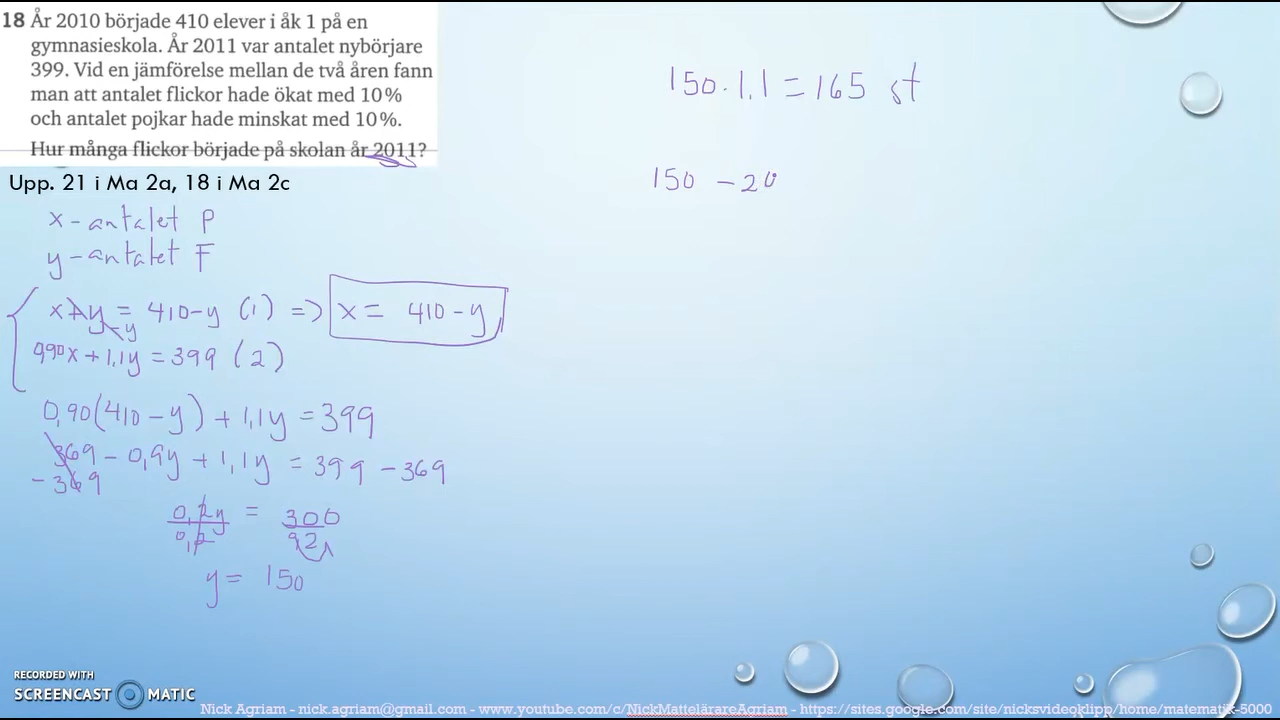 18 År 2010 började 410 elever i åk 1 på en
gymnasieskola. År 2011 var antalet nybörjare
399. Vid en jämförelse mellan de två åren fann
man att antalet flickor hade ökat med 10%
och antalet pojkar hade minskat med 10%.
Hur många flickor började på skolan år 2011?
Upp. 21 i Ma 2a, 18 i Ma 2c
x - antalet P
y - antalet F
x + y = 410 - y (1) => x = 410 - y
- y
0,90x + 1,1y = 399 (2)
0,90(410 - y) + 1,1y = 399
369 - 0,9y + 1,1y = 399 - 369
- 369
0,2y = 300
0,2 02
y = 150
150 · 1,1 = 165 st
150 - 20
RECORDED WITH
SCREENCAST MATIC
Nick Agriam - nick.agriam@gmail.com - www.youtube.com/c/NickMattelärareAgriam - https://sites.google.com/site/nicksvideoklipp/home/matematik-5000